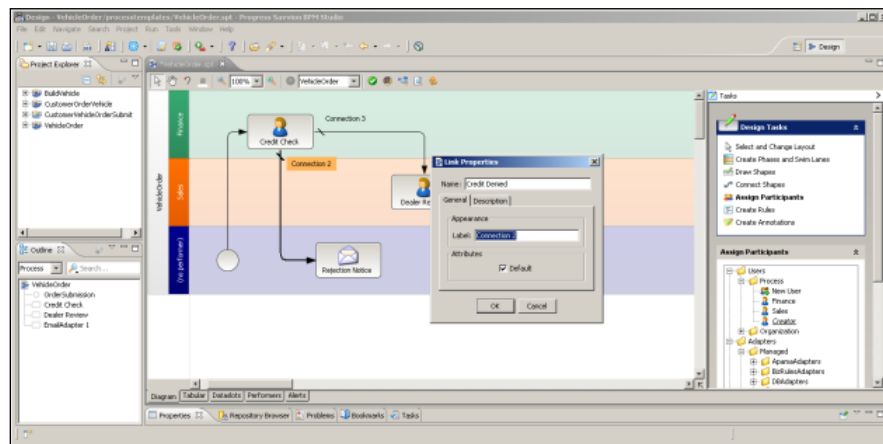 Design - VehicleOrder/processtemplates/VehicleOrder.spt - Progress Savvion BPM Studio
File Edit Navigate Search Project Run Tools Window Help
Design
Project Explorer
BuildVehicle
CustomerOrderVehicle
CustomerVehicleOrderSubmit
VehicleOrder
Outline
Process
Search...
VehicleOrder
OrderSubmission
Credit Check
Dealer Review
EmailAdapter 1
VehicleOrder.spt
100%
VehicleOrder
VehicleOrder
Finance
Sales
(no performer)
Credit Check
Connection 3
Connection 2
Dealer Re
Rejection Notice
Link Properties
Name: Credit Denied
General Description
Appearance
Label: Connection 2
Attributes
Default
OK Cancel
Diagram Tabular Datadots Performers Alerts
Properties Repository Browser Problems Bookmarks Tasks
Tasks
Design Tasks
Select and Change Layout
Create Phases and Swim Lanes
Draw Shapes
Connect Shapes
Assign Participants
Create Rules
Create Annotations
Assign Participants
Users
Process
New User
Finance
Sales
Creator
Organization
Adapters
Managed
ApamaAdapters
BizRulesAdapters
DBAdapters